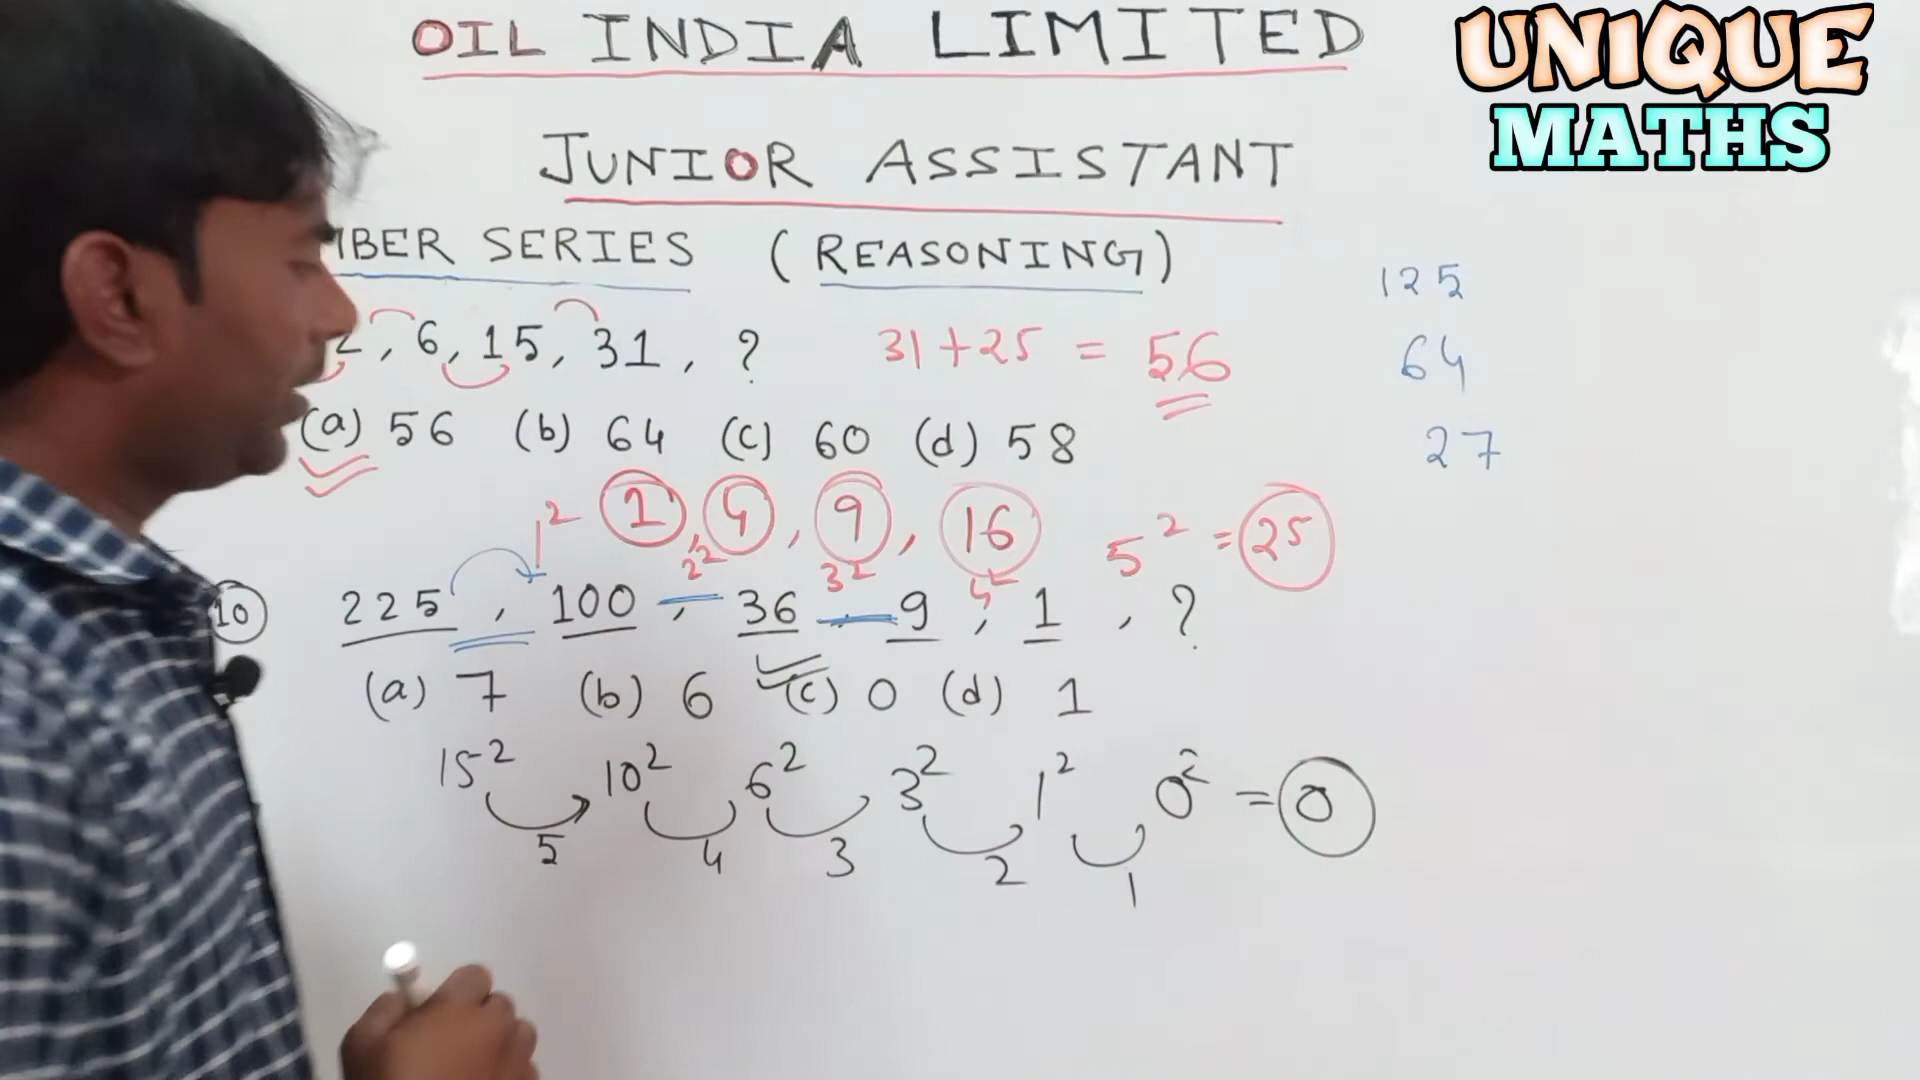 OIL INDIA LIMITED
UNIQUE
MATHS
JUNIOR ASSISTANT
MBER SERIES (REASONING)
125
2, 6, 15, 31, ? 31+25 = 56
64
(a) 56 (b) 64 (c) 60 (d) 58
27
1² 1, 4, 9, 16 5² = 25
2² 3² 4²
10 225, 100, 36, 9, 1, ?
(a) 7 (b) 6 (c) 0 (d) 1
15² 10² 6² 3² 1² 0² = 0
5 4 3 2 1